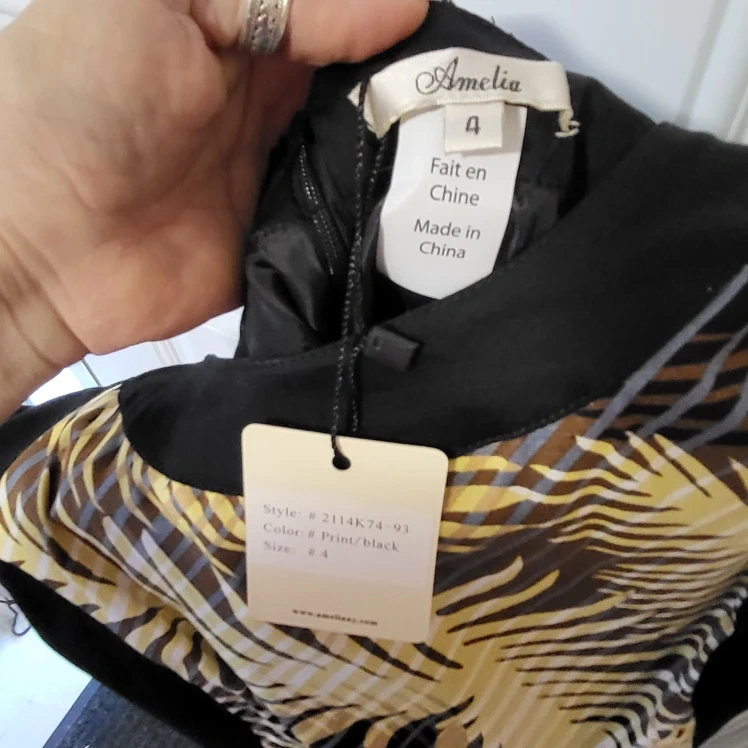 Amelia
4
Fait en
Chine
Made in
China
Style: # 2114K74-93
Color: # Print/black
Size: # 4
www.ameliany.com